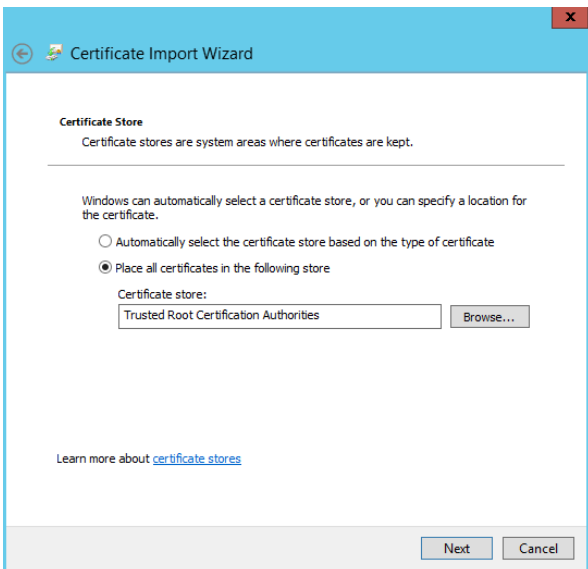 x
Certificate Import Wizard
Certificate Store
Certificate stores are system areas where certificates are kept.
Windows can automatically select a certificate store, or you can specify a location for
the certificate.
Automatically select the certificate store based on the type of certificate
Place all certificates in the following store
Certificate store:
Trusted Root Certification Authorities
Browse...
Learn more about certificate stores
Next
Cancel